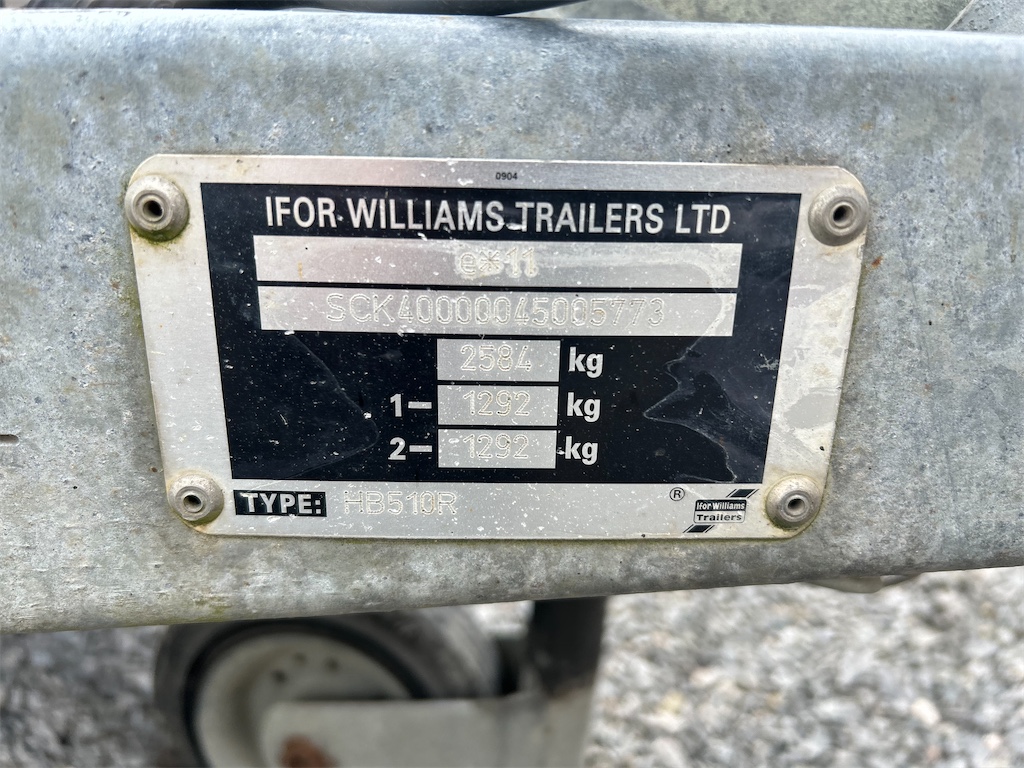 0904
IFOR WILLIAMS TRAILERS LTD
e*11
SCK40000045005773
2584 kg
1- 1292 kg
2- 1292 kg
TYPE: HB510R
®
Ifor Williams
Trailers